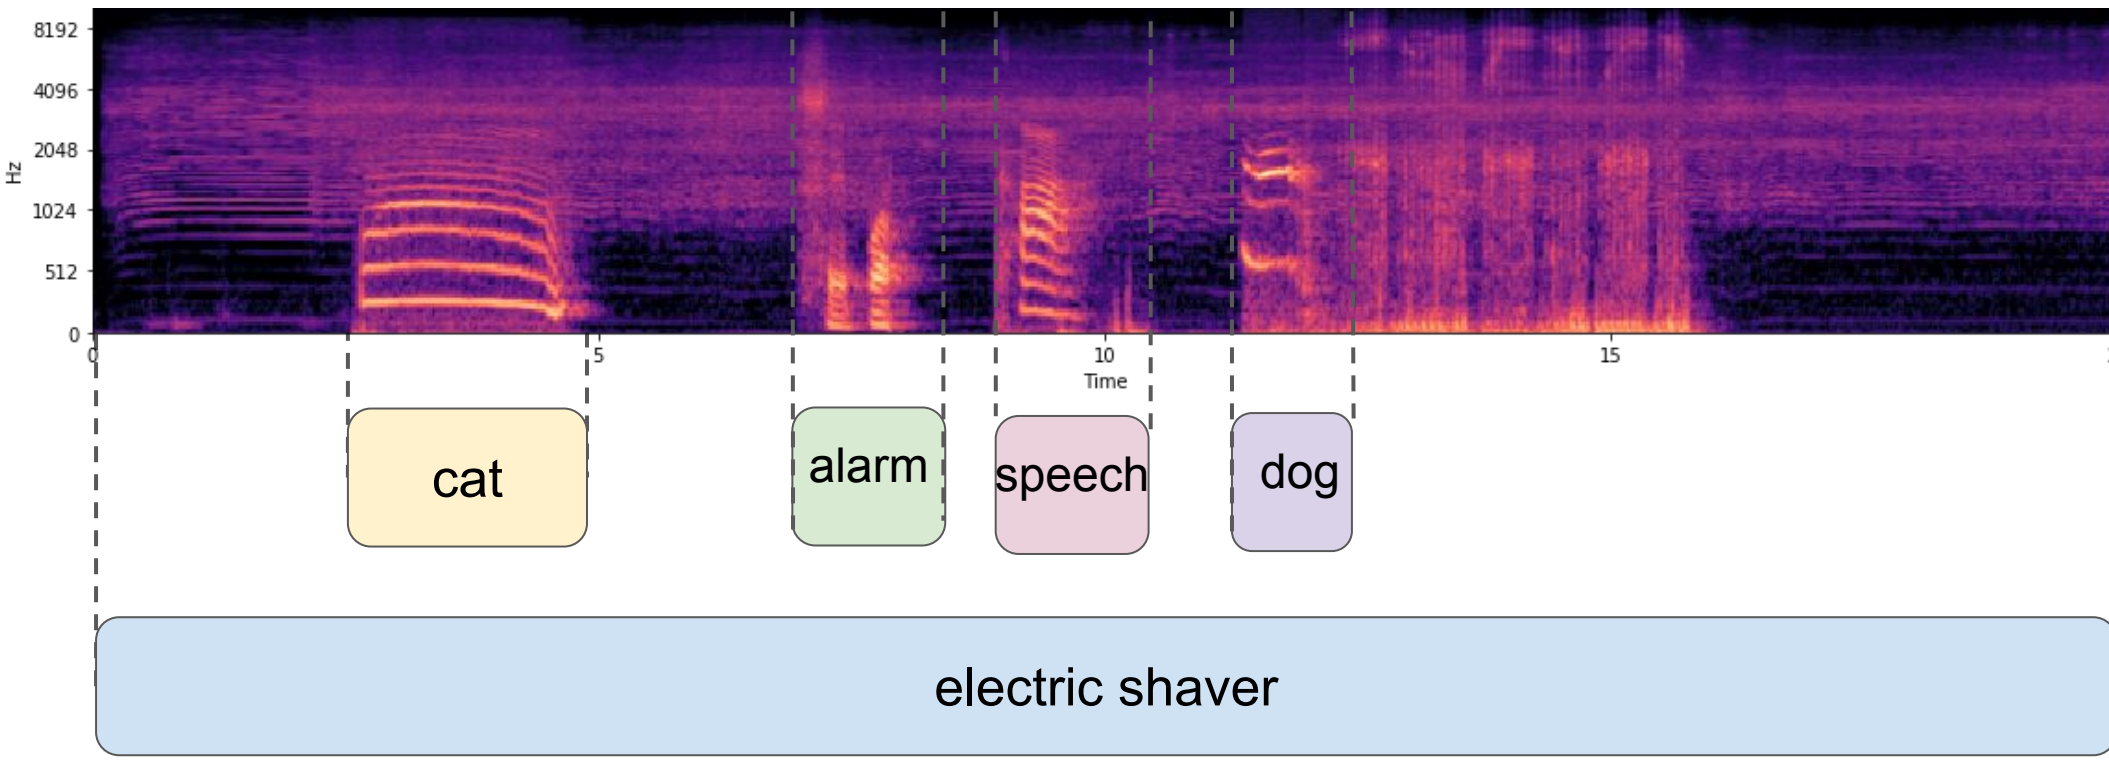 8192
4096
2048
1024
512
0
Hz
0 5 10 15
Time
cat
alarm
speech
dog
electric shaver